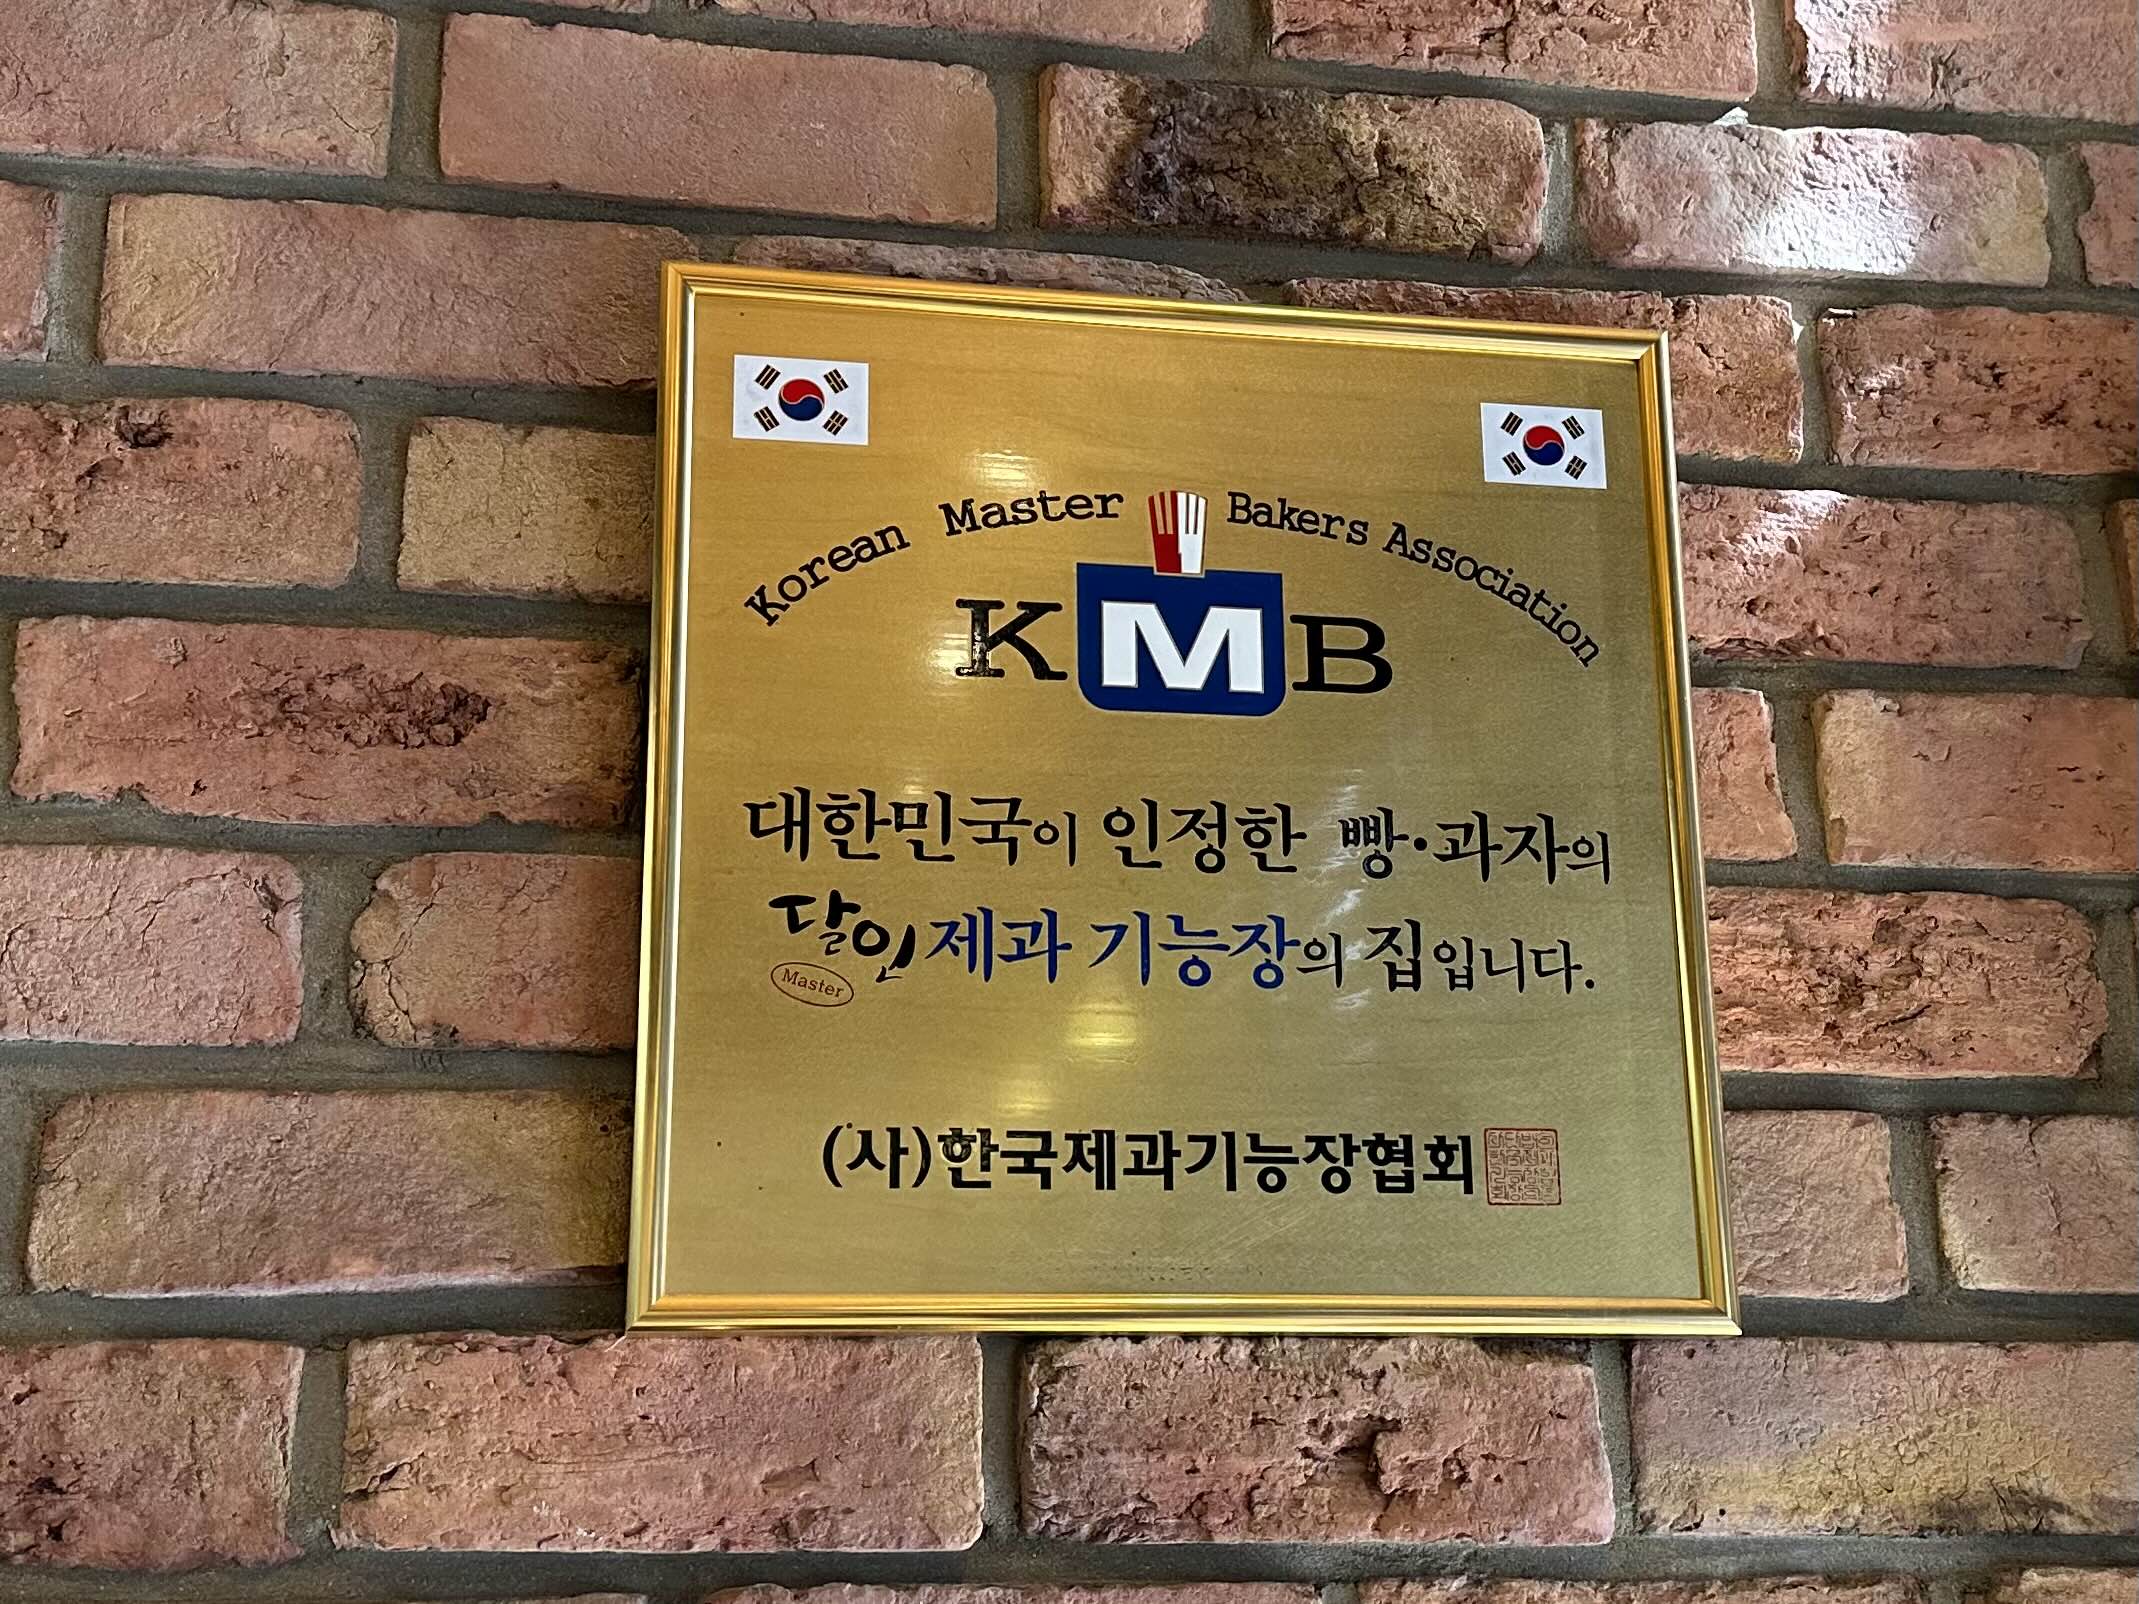 Korean Master Bakers Association
KMB
대한민국이 인정한 빵·과자의
달인 제과 기능장의 집입니다.
Master
(사)한국제과기능장협회